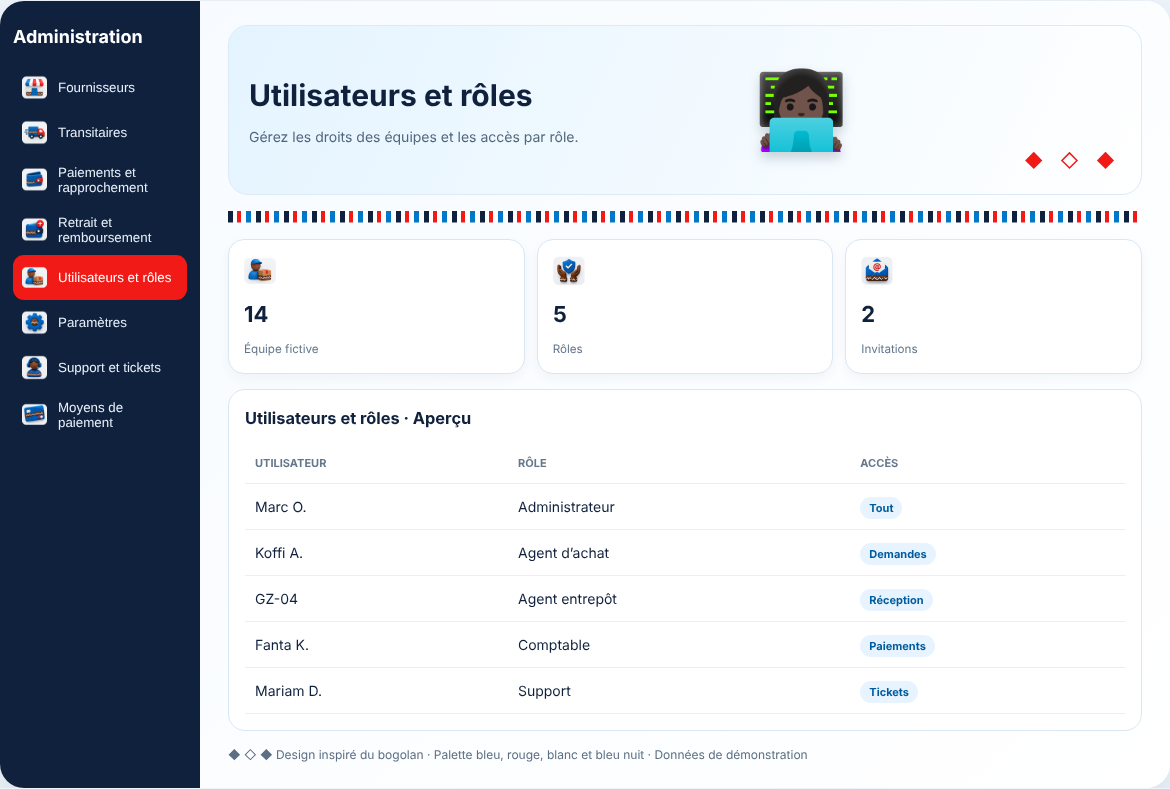 Administration
Fournisseurs
Transitaires
Paiements et
rapprochement
Retrait et
remboursement
Utilisateurs et rôles
Paramètres
Support et tickets
Moyens de
paiement
Utilisateurs et rôles
Gérez les droits des équipes et les accès par rôle.
14
Équipe fictive
5
Rôles
2
Invitations
Utilisateurs et rôles · Aperçu
UTILISATEUR RÔLE ACCÈS
Marc O. Administrateur Tout
Koffi A. Agent d’achat Demandes
GZ-04 Agent entrepôt Réception
Fanta K. Comptable Paiements
Mariam D. Support Tickets
◆ ◇ ◆ Design inspiré du bogolan · Palette bleu, rouge, blanc et bleu nuit · Données de démonstration